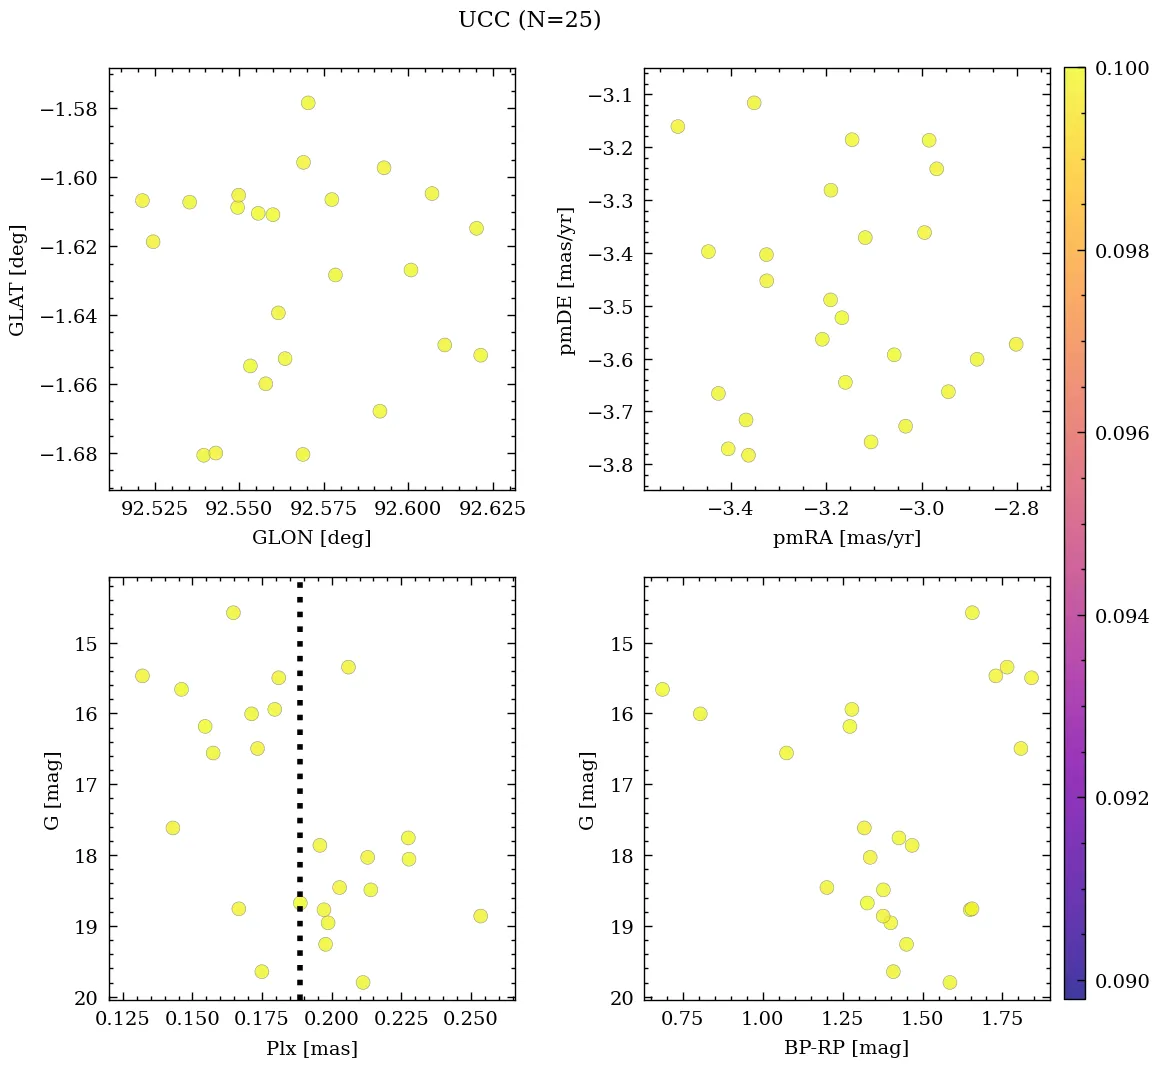 UCC (N=25)
−1.58
−1.60
−1.62
−1.64
−1.66
−1.68
GLAT [deg]
92.525 92.550 92.575 92.600 92.625
GLON [deg]
−3.1
−3.2
−3.3
−3.4
−3.5
−3.6
−3.7
−3.8
pmDE [mas/yr]
−3.4 −3.2 −3.0 −2.8
pmRA [mas/yr]
0.100
0.098
0.096
0.094
0.092
0.090
15
16
17
18
19
20
G [mag]
0.125 0.150 0.175 0.200 0.225 0.250
Plx [mas]
15
16
17
18
19
20
G [mag]
0.75 1.00 1.25 1.50 1.75
BP-RP [mag]